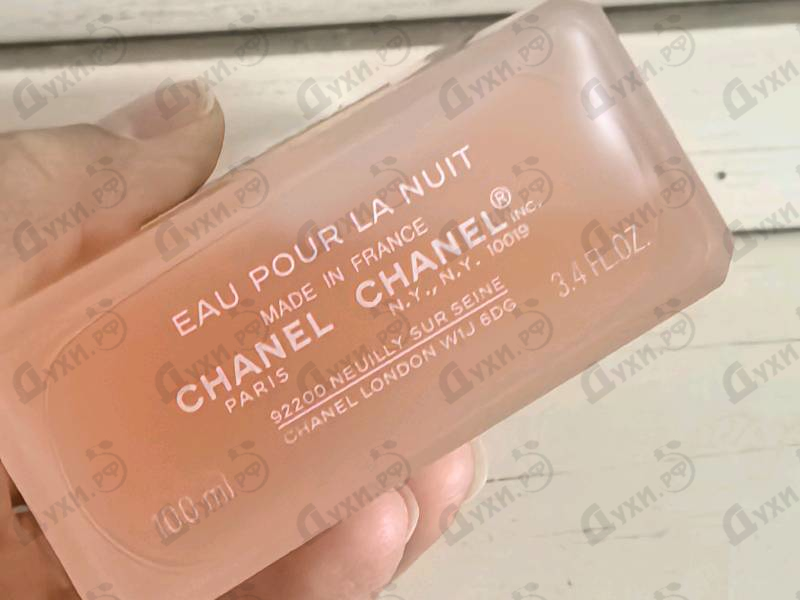 EAU POUR LA NUIT
MADE IN FRANCE
CHANEL CHANEL® INC.
PARIS N.Y., N.Y. 10019
92200 NEUILLY SUR SEINE
CHANEL LONDON W1J 6DG
100 ml 3.4 FL.OZ.
Духи.рф